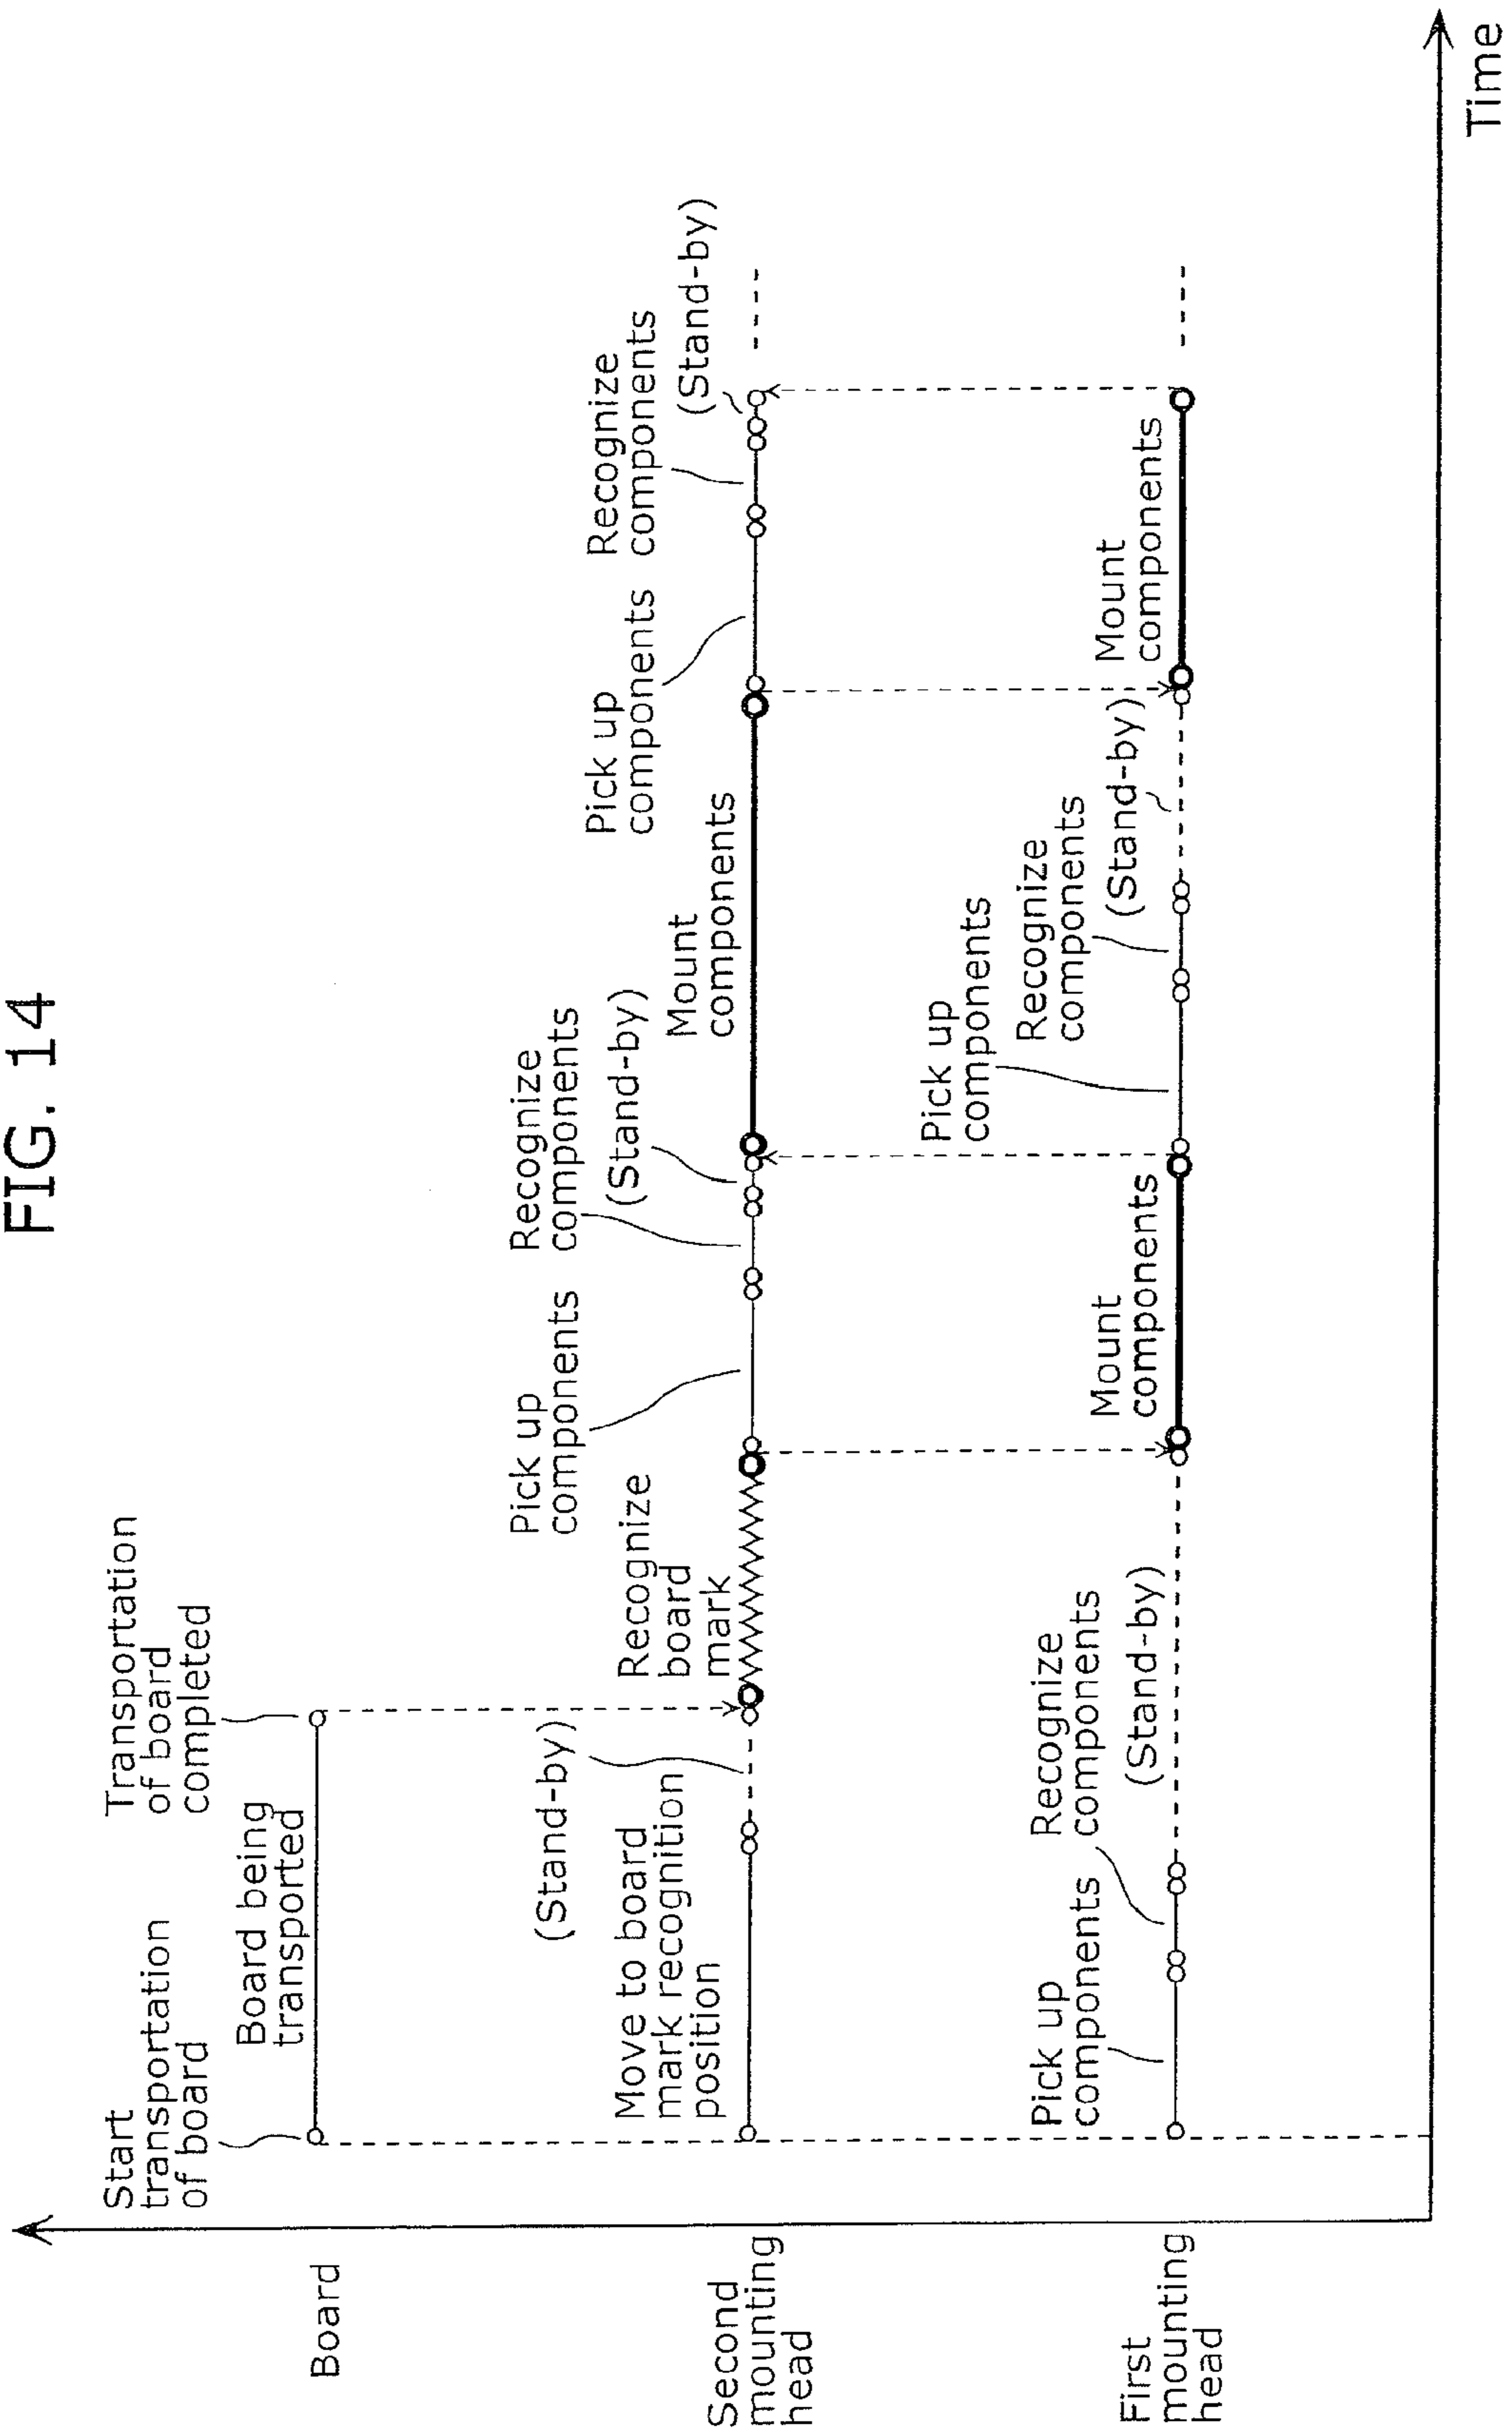 FIG. 14
Start
transportation
of board
Transportation
of board
completed
Board being
transported
Board
(Stand-by)
Move to board
mark recognition
position
Recognize
board
mark
Pick up
components
Recognize
components
(Stand-by)
Mount
components
Pick up
components
Recognize
components
(Stand-by)
Second
mounting
head
Pick up
components
Recognize
components
(Stand-by)
Mount
components
Pick up
components
Recognize
components
(Stand-by)
Mount
components
First
mounting
head
Time